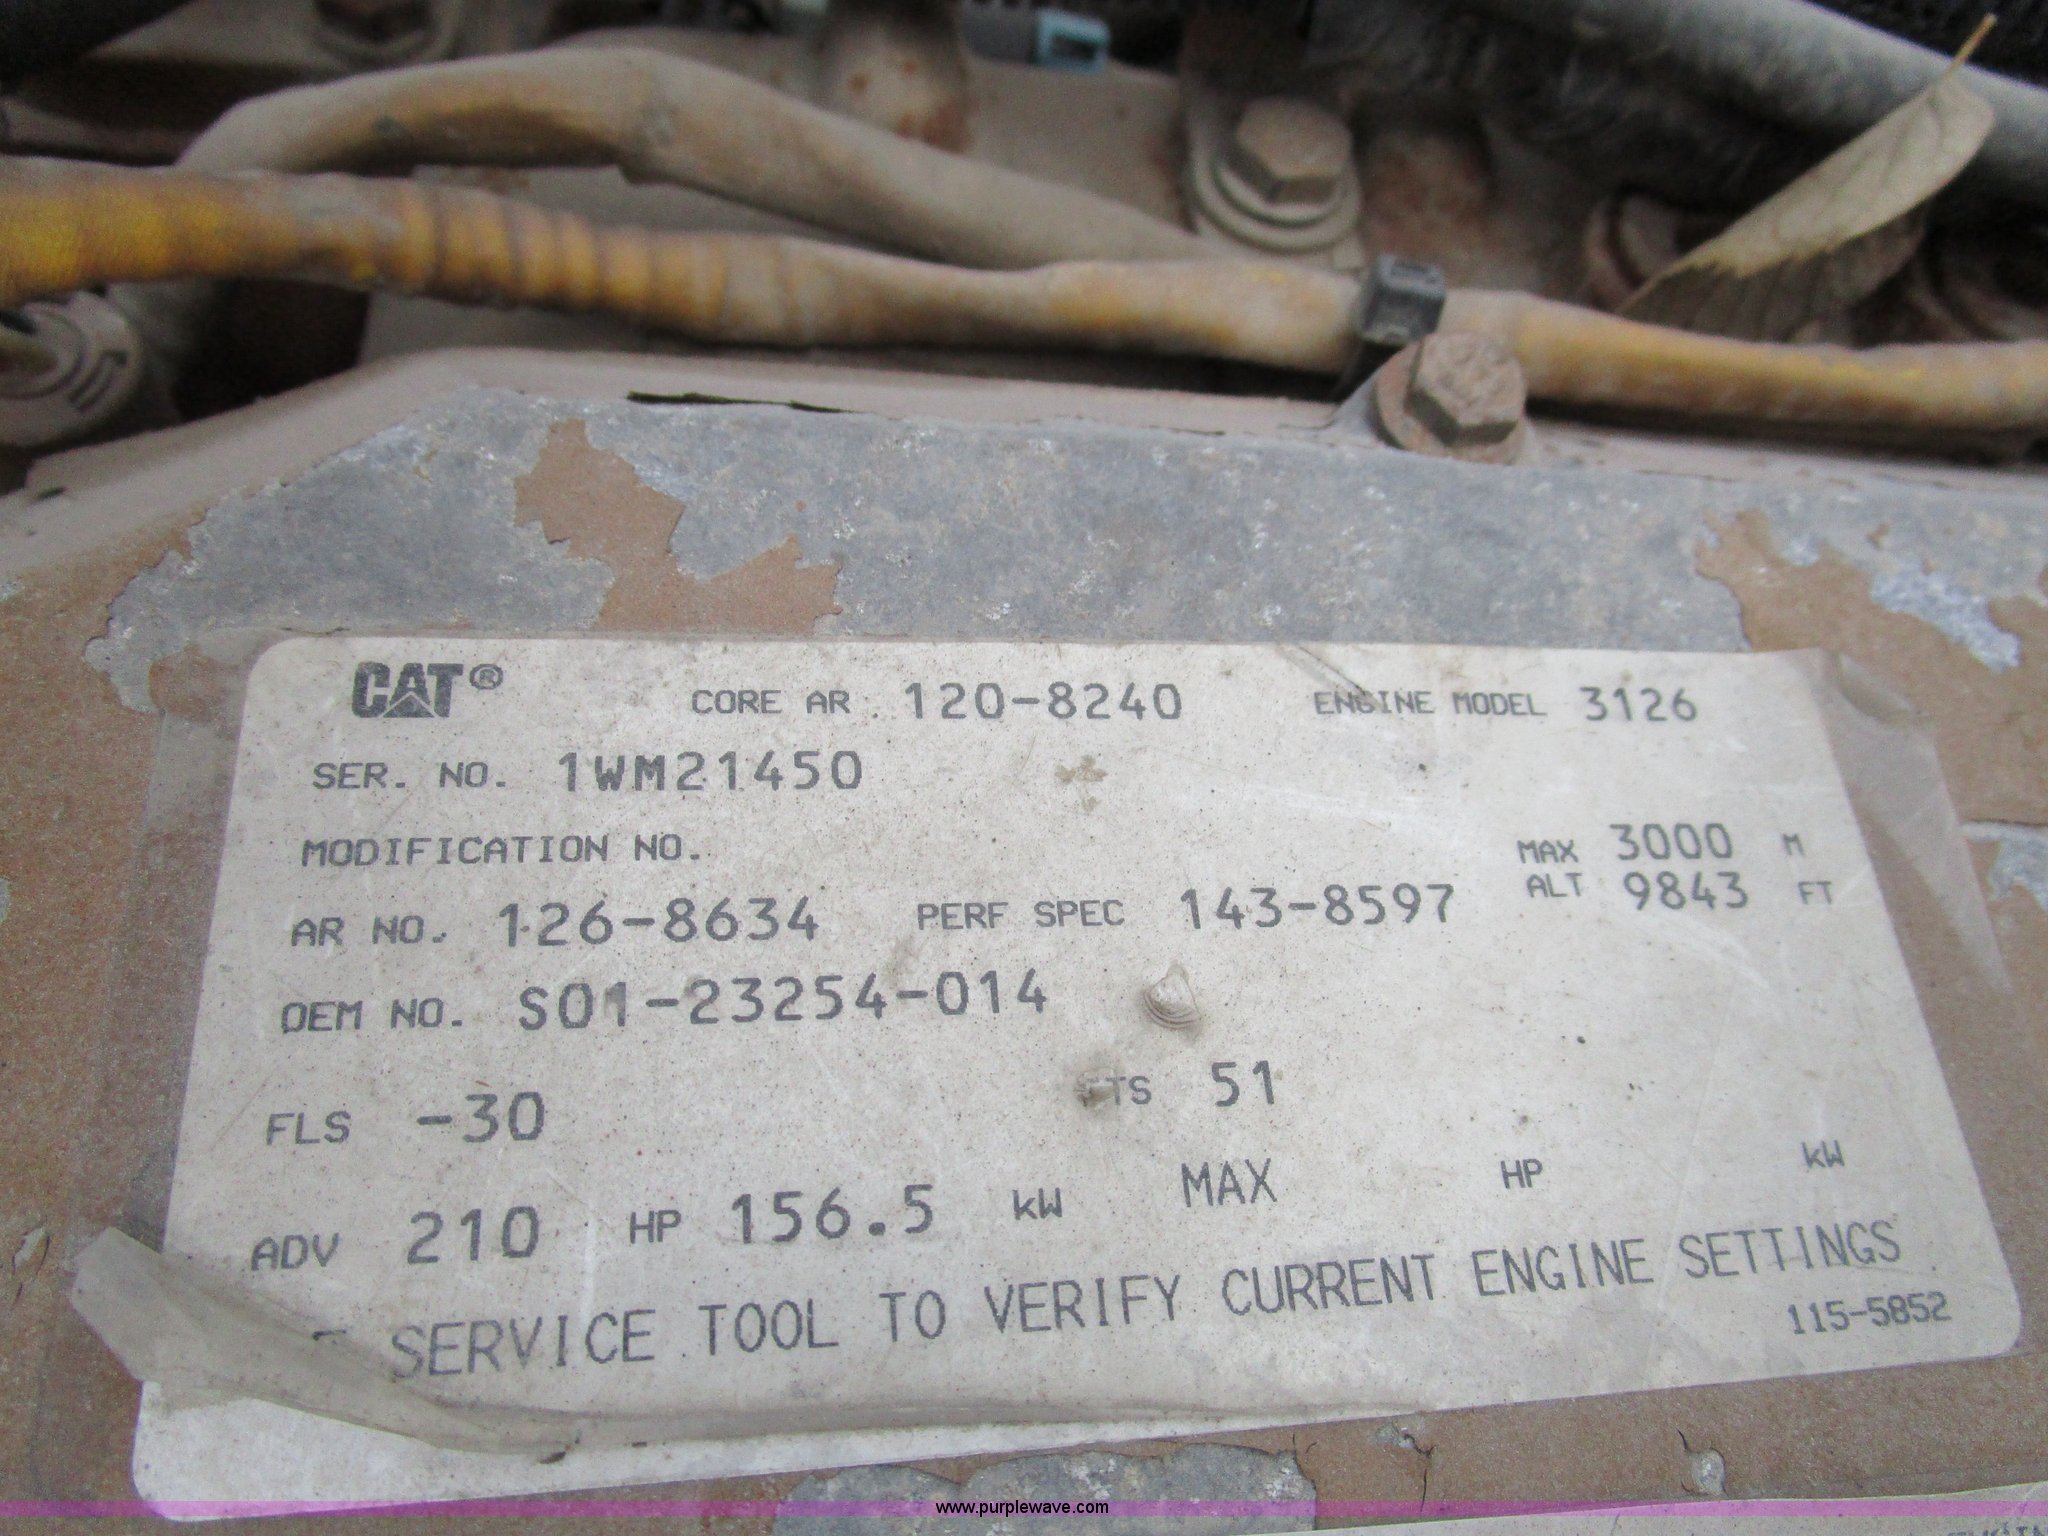 CAT® CORE AR 120-8240 ENGINE MODEL 3126
SER. NO. 1WM21450
MODIFICATION NO.
MAX 3000 M
AR NO. 126-8634 PERF SPEC 143-8597 ALT 9843 FT
OEM NO. S01-23254-014
FLS -30 51
ADV 210 HP 156.5 kW MAX HP kW
SERVICE TOOL TO VERIFY CURRENT ENGINE SETTINGS
115-5852
www.purplewave.com